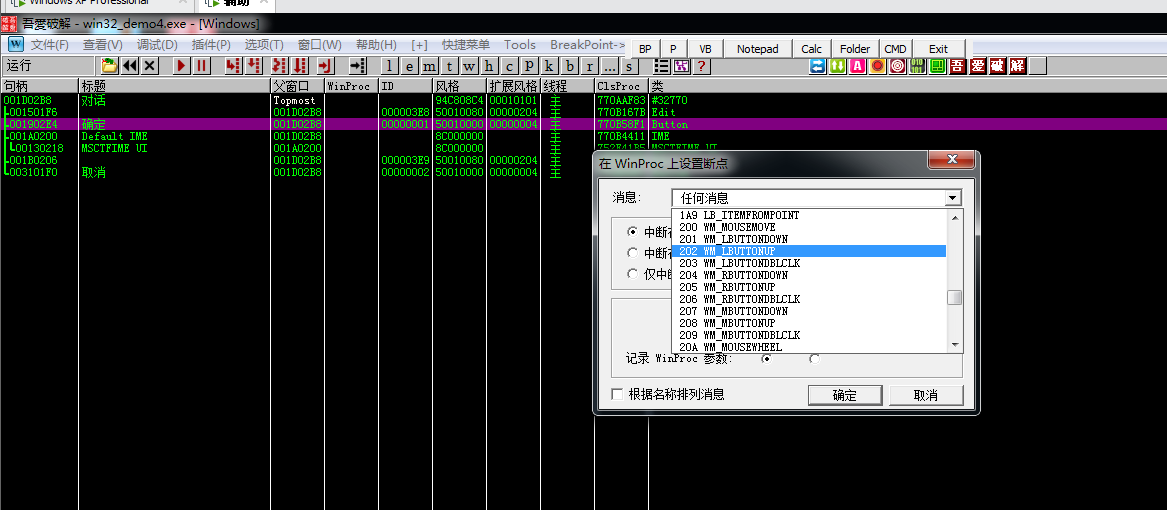 Windows XP Professional
辅助
吾愛破解 - win32_demo4.exe - [Windows]
文件(F) 查看(V) 调试(D) 插件(P) 选项(T) 窗口(W) 帮助(H) [+] 快捷菜单 Tools BreakPoint-> BP P VB Notepad Calc Folder CMD Exit
运行 l e m t w h c p k b r ... s ? 吾 愛 破 解
句柄 标题 父窗口 WinProc ID 风格 扩展风格 线程 ClsProc 类
001D02B8 对话 Topmost 94C808C4 00010101 主 770AAF83 #32770
001501F6 001D02B8 000003E8 50010080 00000204 主 770B167B Edit
001902E4 确定 001D02B8 00000001 50010000 00000004 主 770B58F1 Button
001A0200 Default IME 001D02B8 8C000000 主 770B4411 IME
00130218 MSCTFIME UI 001A0200 8C000000 主 752E41B5 MSCTFIME UI
001B0206 001D02B8 000003E9 50010080 00000204 主
003101F0 取消 001D02B8 00000002 50010000 00000004 主
在 WinProc 上设置断点
消息: 任何消息
1A9 LB_ITEMFROMPOINT
200 WM_MOUSEMOVE
201 WM_LBUTTONDOWN
202 WM_LBUTTONUP
203 WM_LBUTTONDBLCLK
204 WM_RBUTTONDOWN
205 WM_RBUTTONUP
206 WM_RBUTTONDBLCLK
207 WM_MBUTTONDOWN
208 WM_MBUTTONUP
209 WM_MBUTTONDBLCLK
20A WM_MOUSEWHEEL
中断在
中断在
仅中断
记录 WinProc 参数:
根据名称排列消息
确定 取消